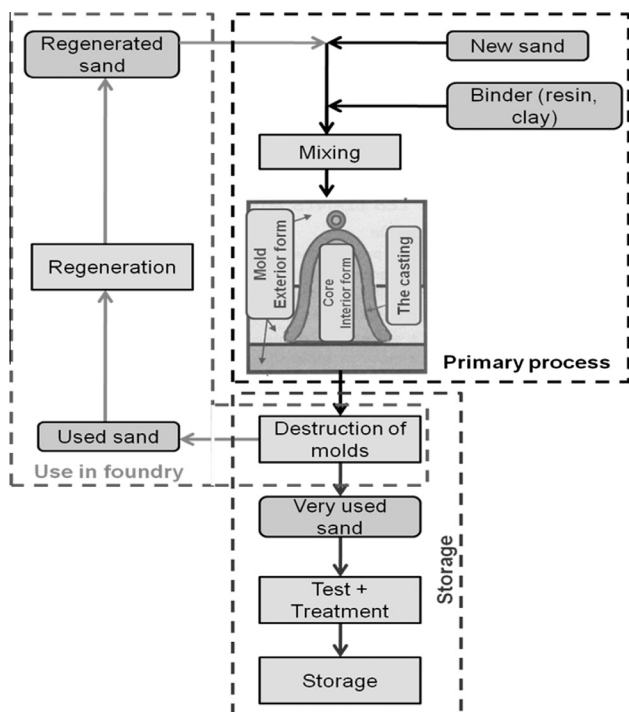 Regenerated
sand
New sand
Binder (resin,
clay)
Mixing
Mold
Exterior form
Core
Interior form
The casting
Regeneration
Primary process
Used sand
Destruction of
molds
Use in foundry
Very used
sand
Storage
Test +
Treatment
Storage